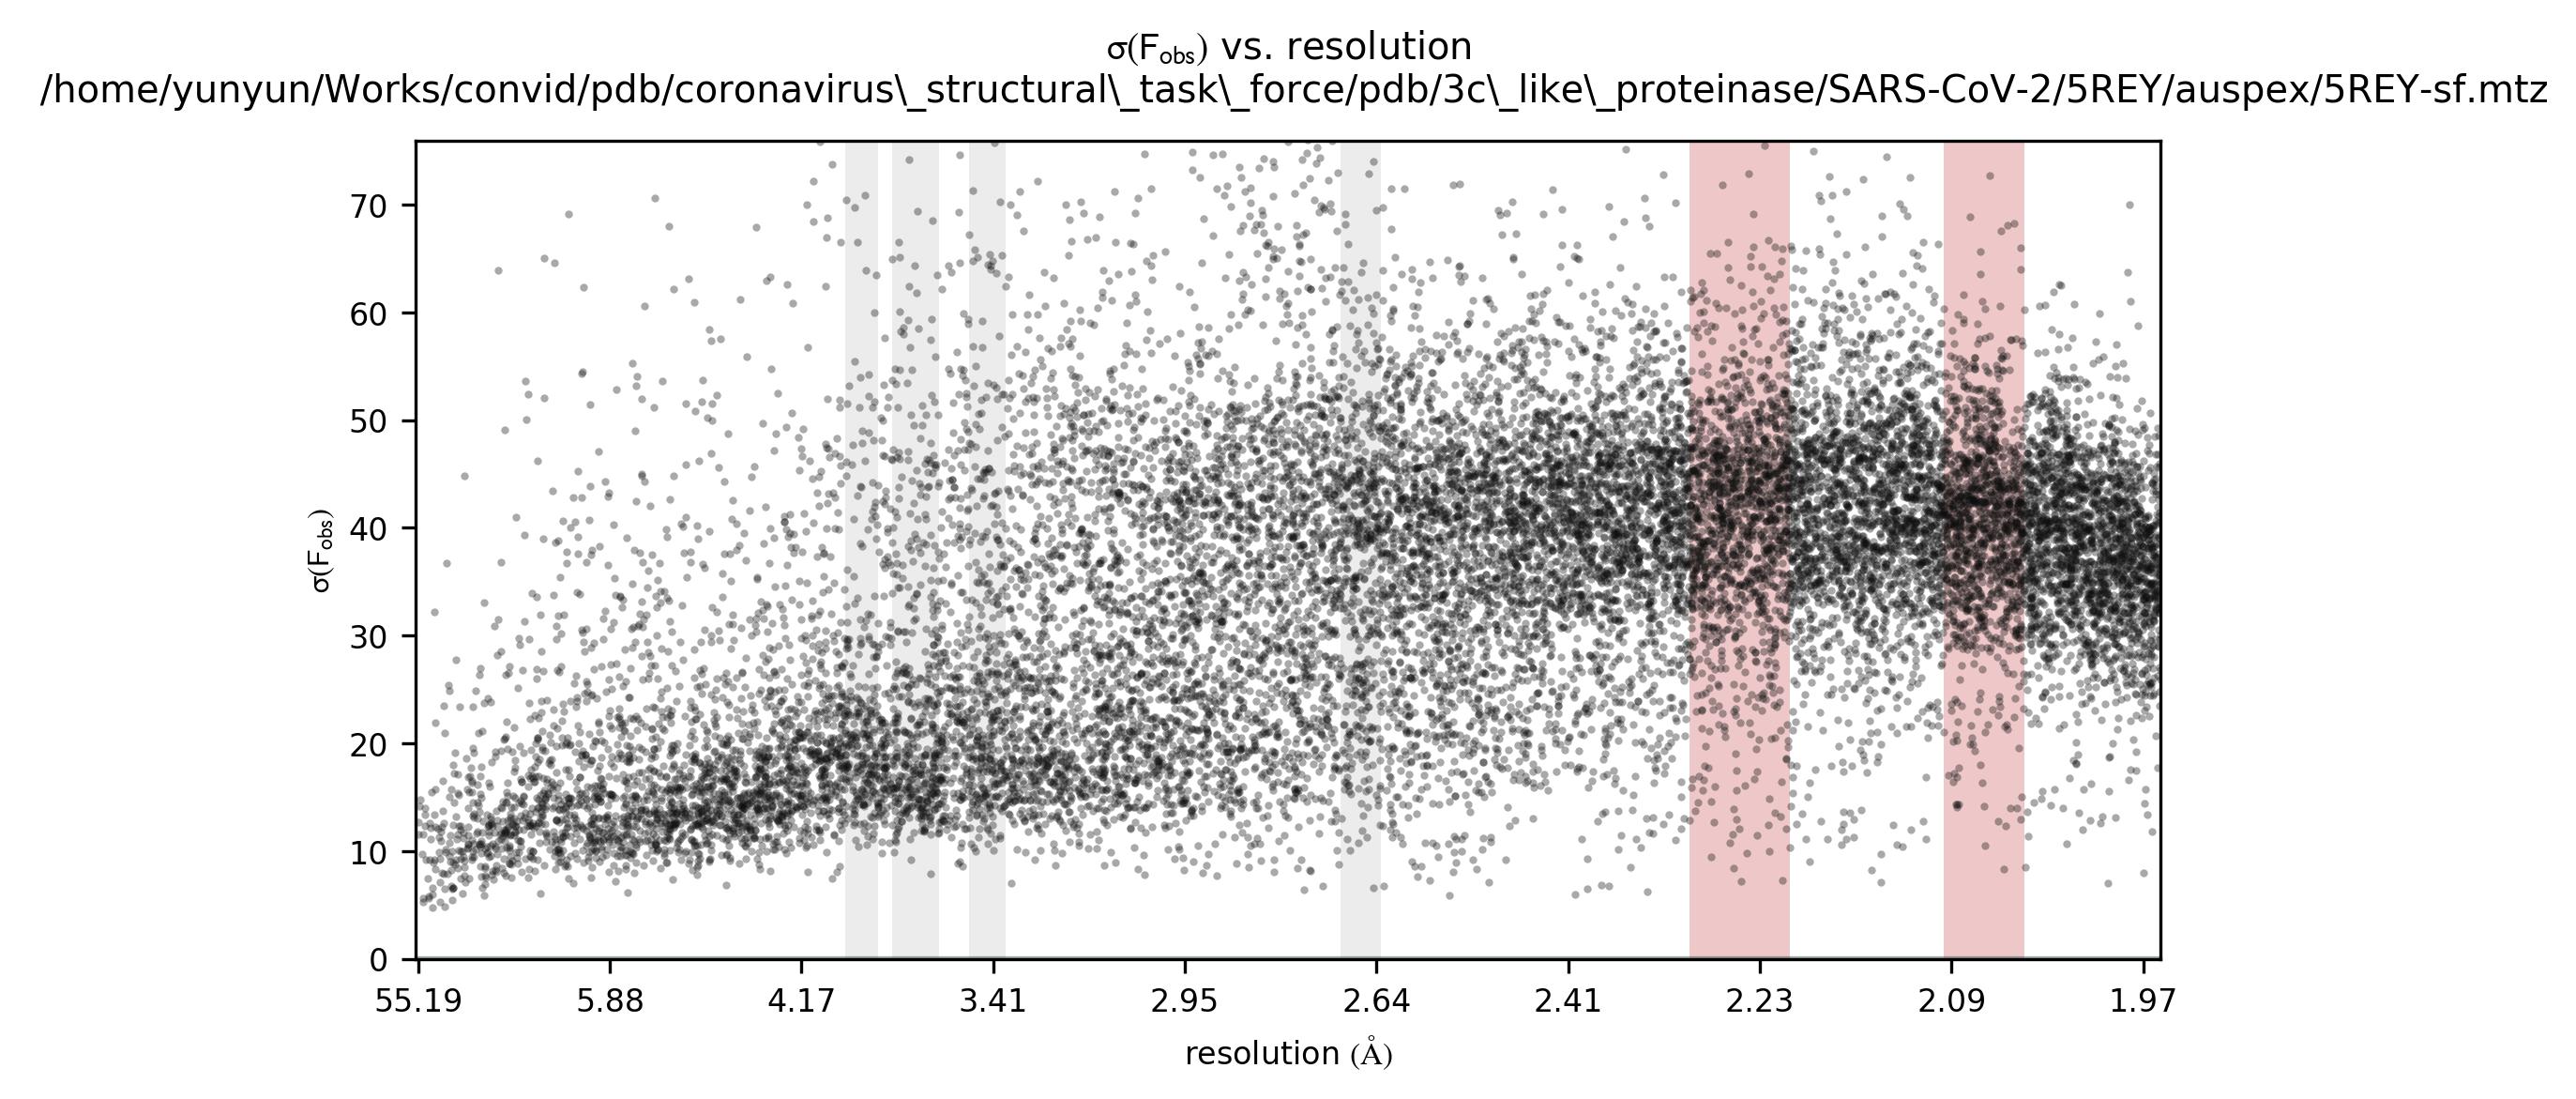 σ(Fobs) vs. resolution
/home/yunyun/Works/convid/pdb/coronavirus\_structural\_task\_force/pdb/3c\_like\_proteinase/SARS-CoV-2/5REY/auspex/5REY-sf.mtz
σ(Fobs)
70
60
50
40
30
20
10
0
55.19 5.88 4.17 3.41 2.95 2.64 2.41 2.23 2.09 1.97
resolution (Å)